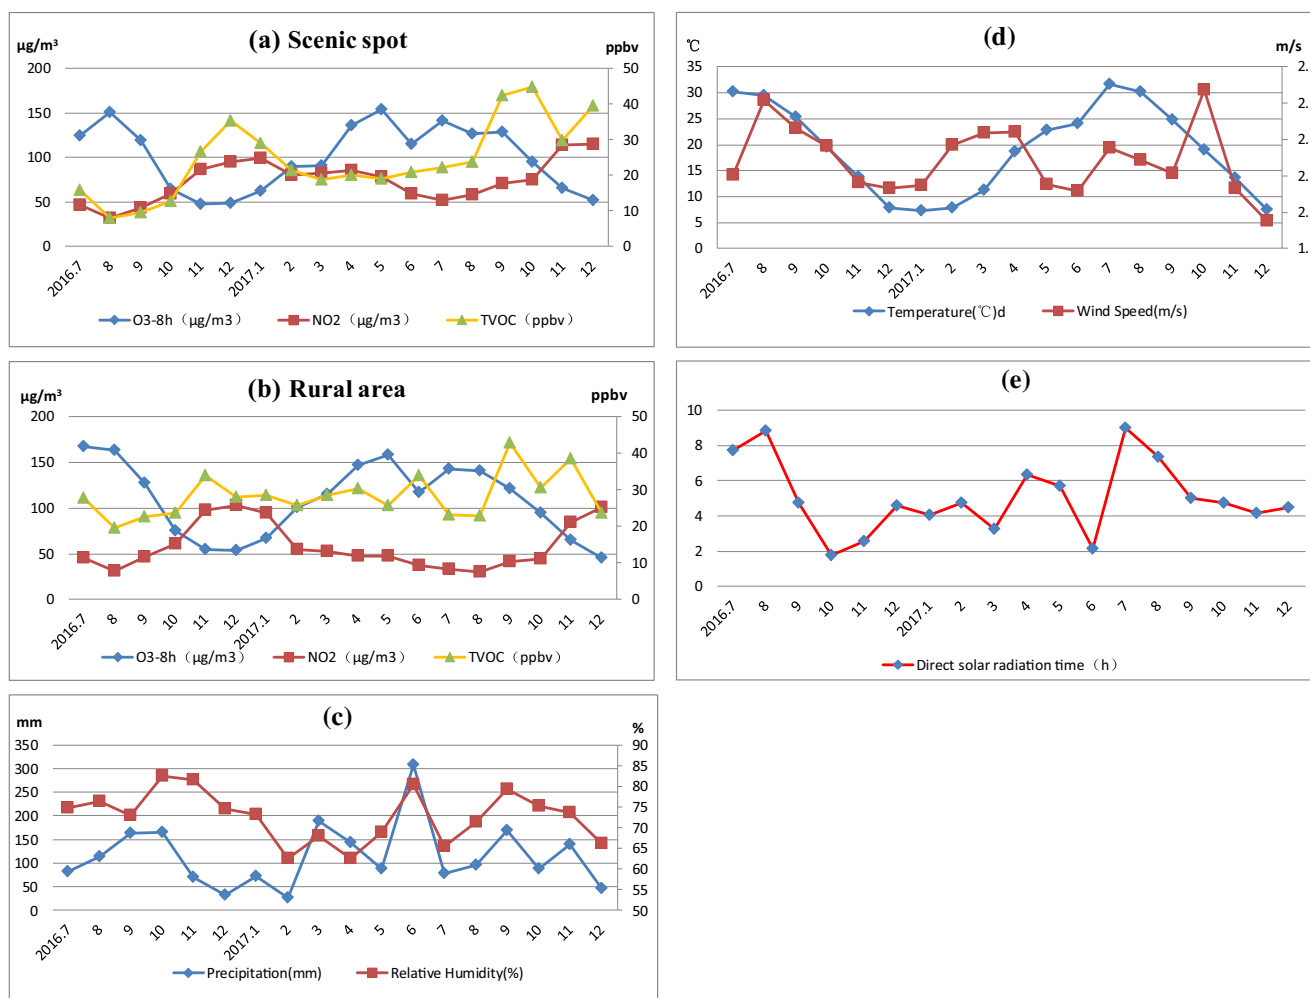 (a) Scenic spot
μg/m³
ppbv
200
150
100
50
0
50
40
30
20
10
0
2016.7 8 9 10 11 12 2017.1 2 3 4 5 6 7 8 9 10 11 12
O3-8h（μg/m3） NO2（μg/m3） TVOC（ppbv）
(b) Rural area
μg/m³
ppbv
200
150
100
50
0
50
40
30
20
10
0
2016.7 8 9 10 11 12 2017.1 2 3 4 5 6 7 8 9 10 11 12
O3-8h（μg/m3） NO2（μg/m3） TVOC（ppbv）
(c)
mm
%
350
300
250
200
150
100
50
0
90
85
80
75
70
65
60
55
50
2016.7 8 9 10 11 12 2017.1 2 3 4 5 6 7 8 9 10 11 12
Precipitation(mm) Relative Humidity(%)
(d)
℃
m/s
35
30
25
20
15
10
5
0
2.
2.
2.
2.
2.
1.
2016.7 8 9 10 11 12 2017.1 2 3 4 5 6 7 8 9 10 11 12
Temperature(℃)d Wind Speed(m/s)
(e)
10
8
6
4
2
0
2016.7 8 9 10 11 12 2017.1 2 3 4 5 6 7 8 9 10 11 12
Direct solar radiation time（h）